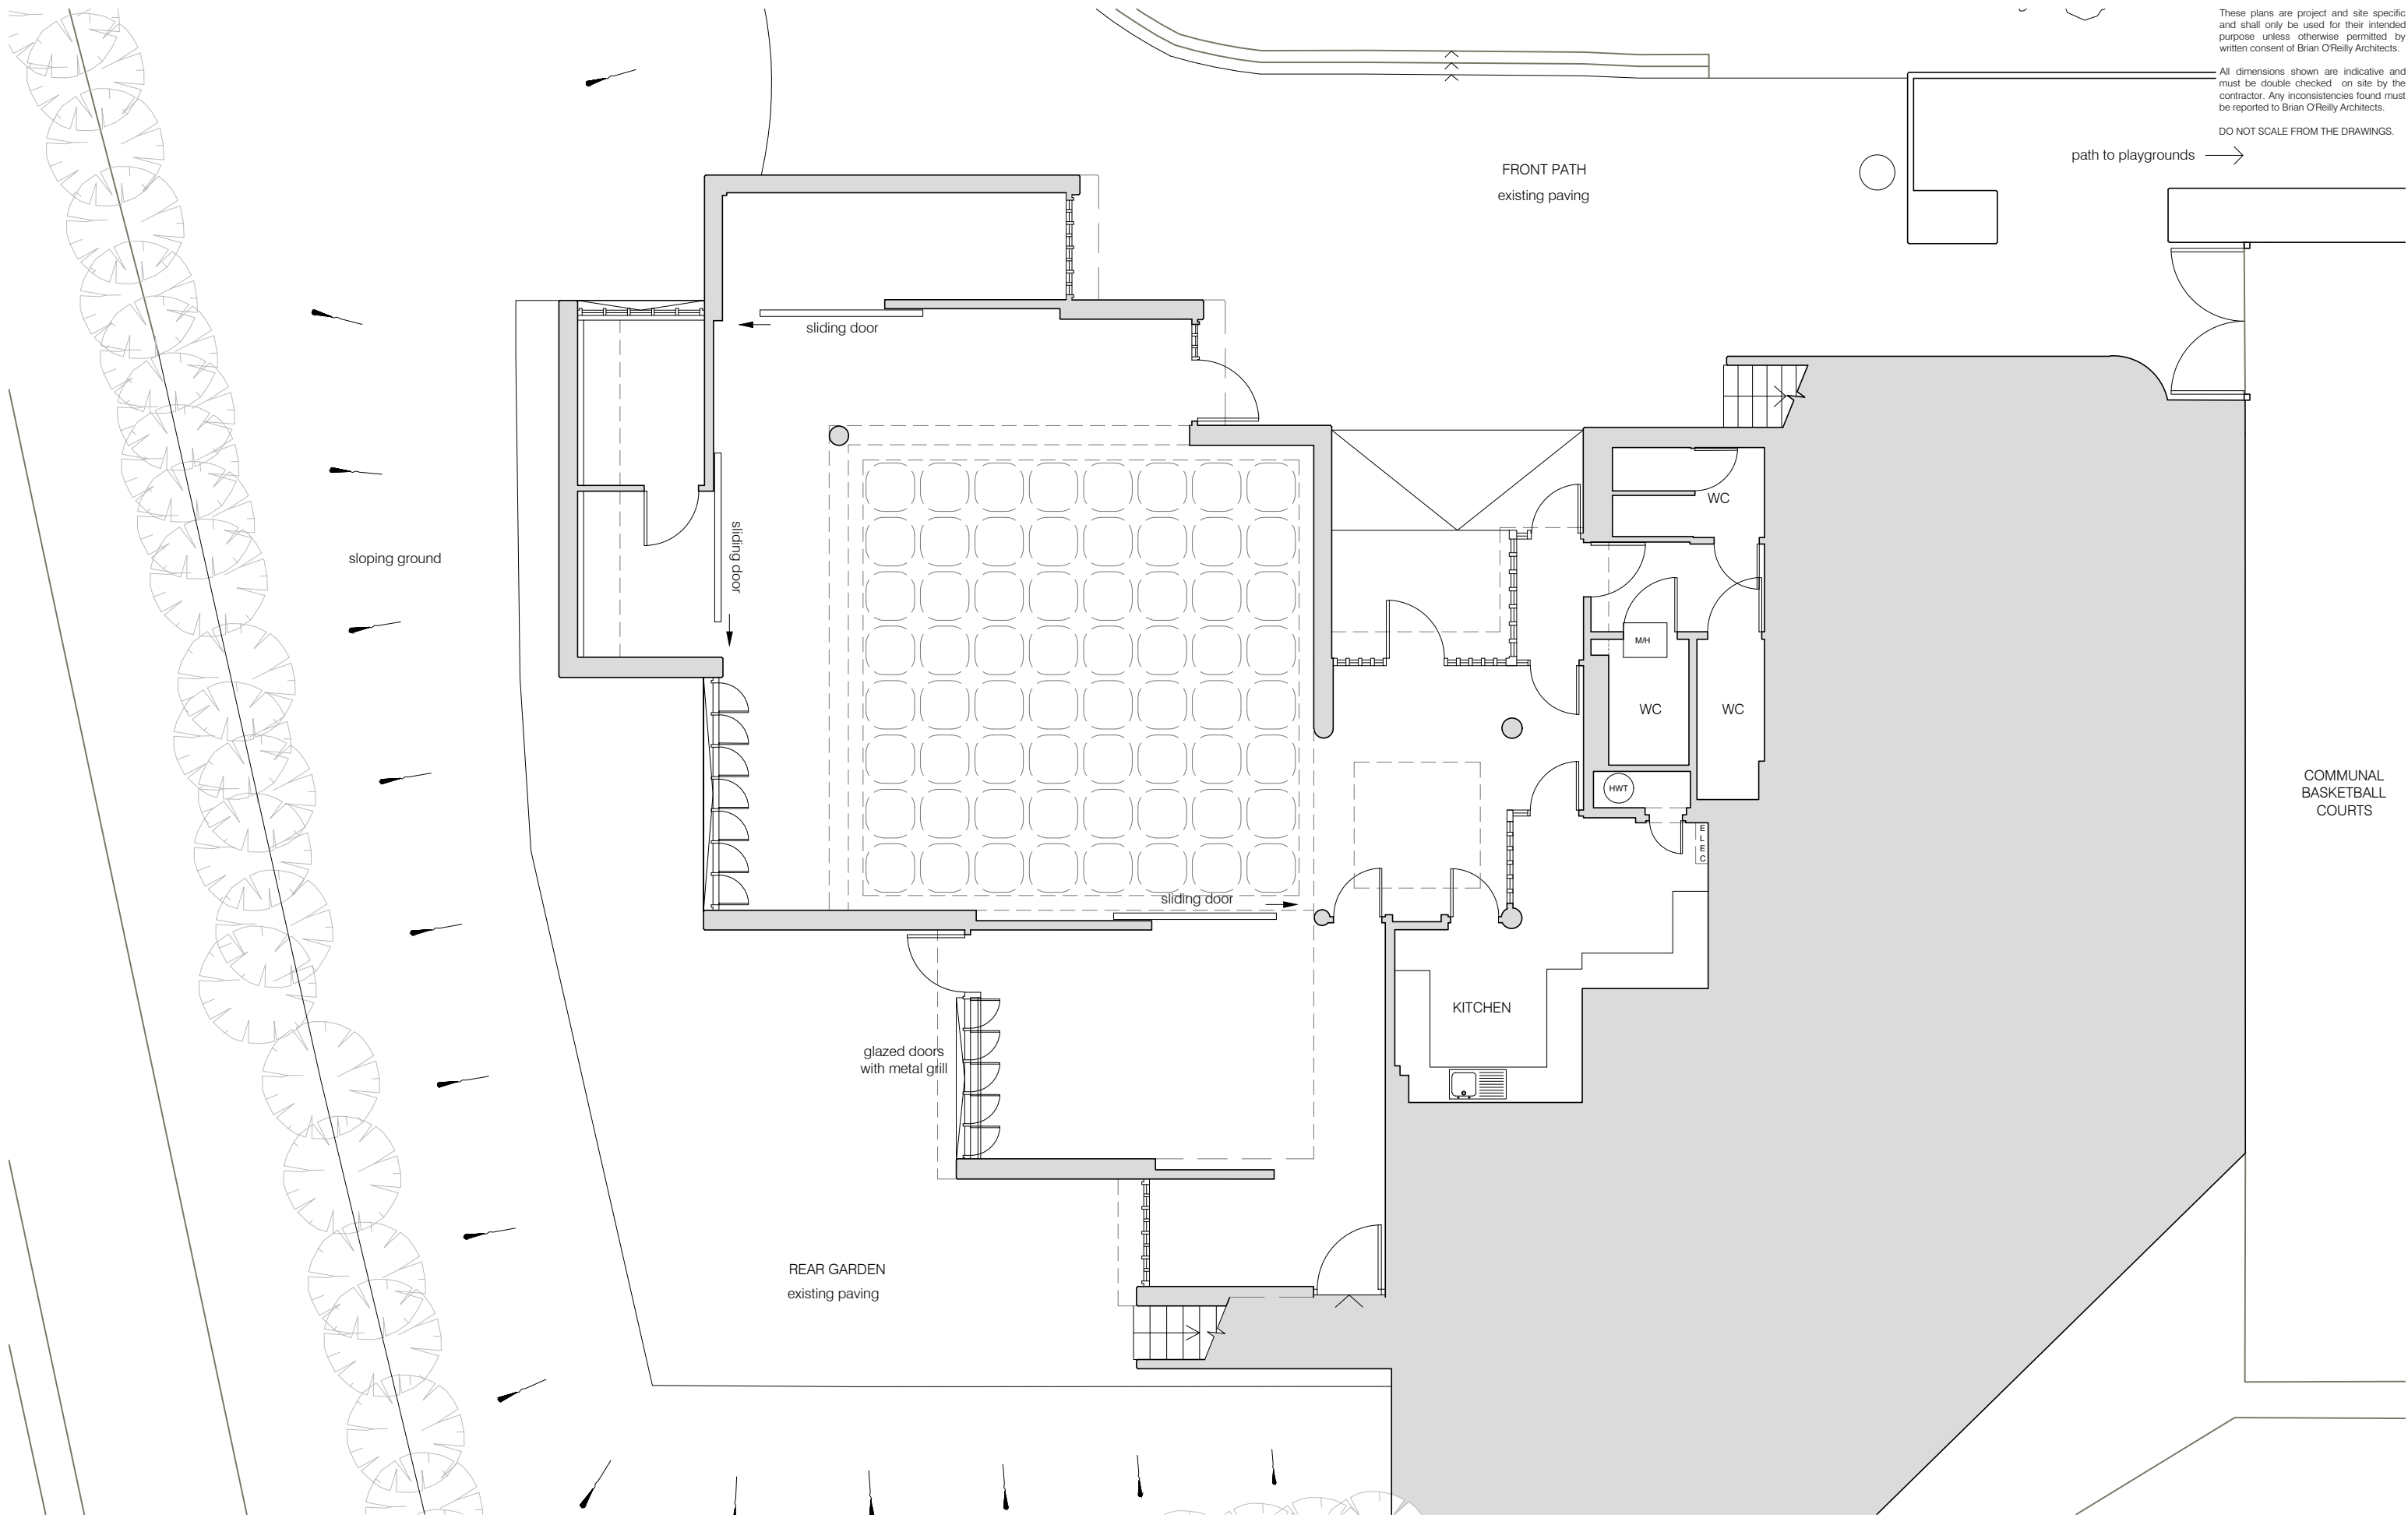 These plans are project and site specific
and shall only be used for their intended
purpose unless otherwise permitted by
written consent of Brian O'Reilly Architects.
All dimensions shown are indicative and
must be double checked on site by the
contractor. Any inconsistencies found must
be reported to Brian O'Reilly Architects.
DO NOT SCALE FROM THE DRAWINGS.
path to playgrounds
FRONT PATH
existing paving
sliding door
WC
sliding door
sloping ground
M/H
WC
WC
HWT
COMMUNAL
BASKETBALL
COURTS
E
L
E
C
sliding door
KITCHEN
glazed doors
with metal grill
REAR GARDEN
existing paving